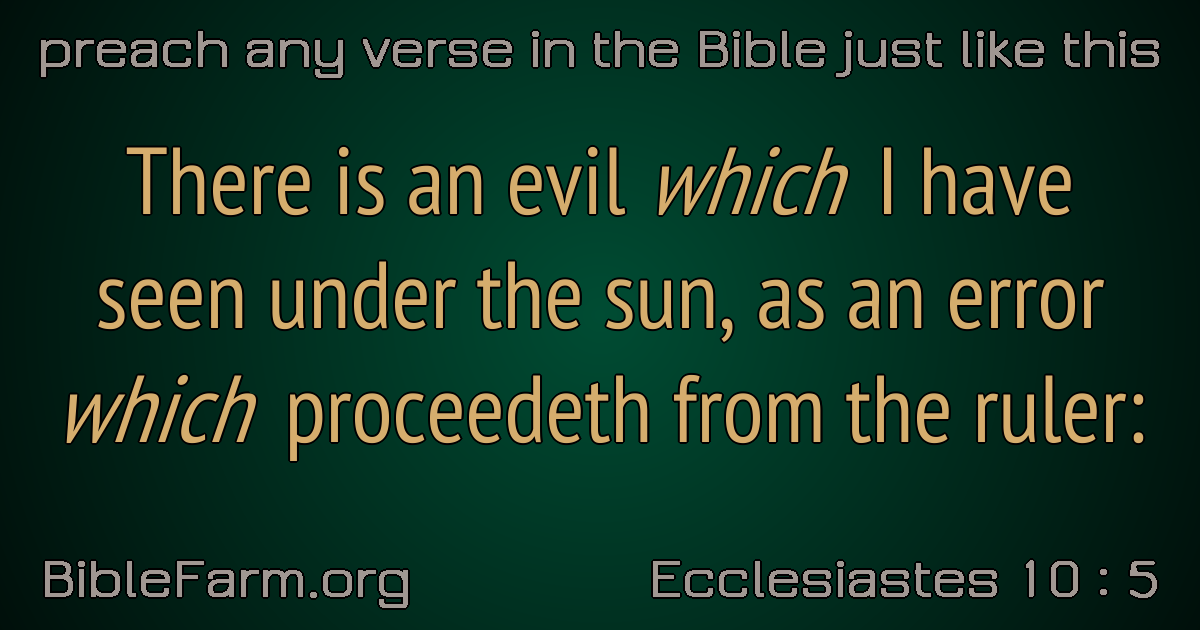 preach any verse in the Bible just like this
There is an evil which I have
seen under the sun, as an error
which proceedeth from the ruler:
BibleFarm.org
Ecclesiastes 10 : 5